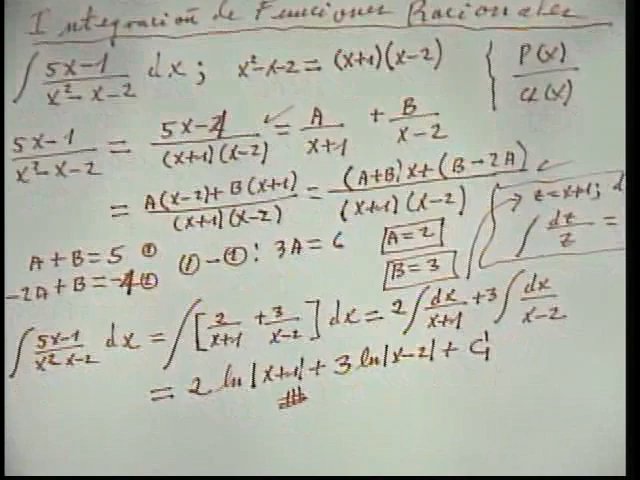 Integración de Funciones Racionales
∫ (5x-1)/(x²-x-2) dx ; x²-x-2 = (x+1)(x-2) { P(x)/Q(x)
(5x-1)/(x²-x-2) = (5x-1)/((x+1)(x-2)) = A/(x+1) + B/(x-2)
= (A(x-2)+B(x+1))/((x+1)(x-2)) = ((A+B)x+(B-2A))/((x+1)(x-2))
→ z=x+1; d
∫ dz/z =
A+B=5 ① ①-②: 3A=6 A=2
-2A+B=-1 ② B=3
∫ (5x-1)/(x²-x-2) dx = ∫ [2/(x+1) + 3/(x-2)] dx = 2∫ dx/(x+1) + 3∫ dx/(x-2)
= 2 ln|x+1| + 3 ln|x-2| + C₁